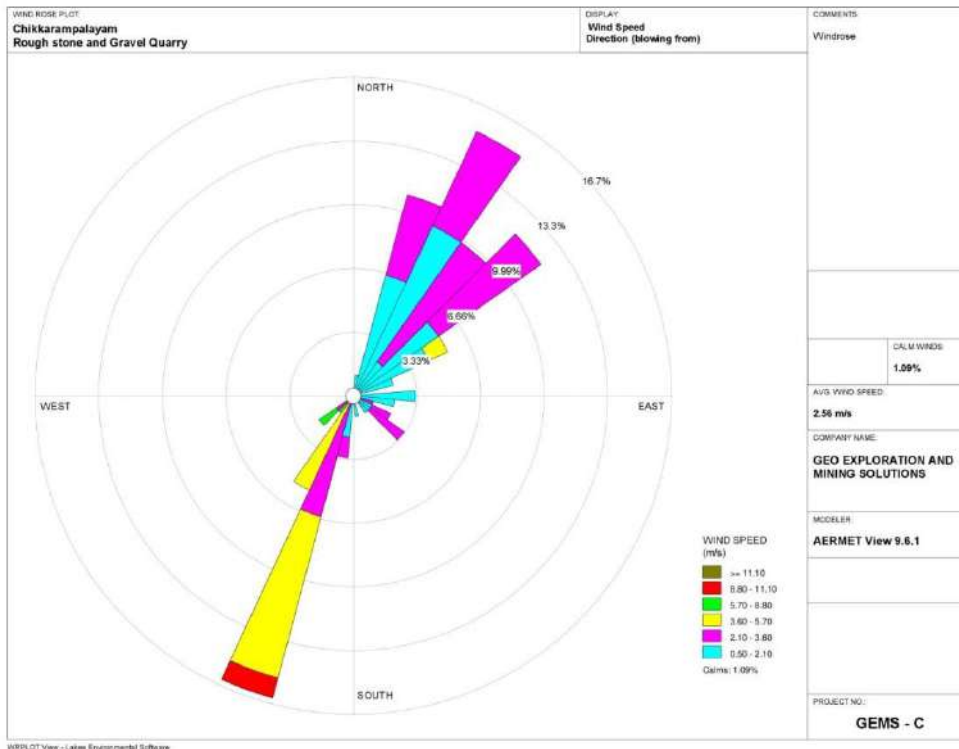 WIND ROSE PLOT:
Chikkarampalayam
Rough stone and Gravel Quarry
DISPLAY:
Wind Speed
Direction (blowing from)
COMMENTS:
Windrose
NORTH
16.7%
13.3%
9.99%
6.66%
3.33%
WEST
EAST
SOUTH
WIND SPEED
(m/s)
>= 11.10
8.80 - 11.10
5.70 - 8.80
3.60 - 5.70
2.10 - 3.60
0.50 - 2.10
Calms: 1.09%
CALM WINDS:
1.09%
AVG. WIND SPEED:
2.56 m/s
COMPANY NAME:
GEO EXPLORATION AND
MINING SOLUTIONS
MODELER:
AERMET View 9.6.1
PROJECT NO.:
GEMS - C
WRPLOT View - Lakes Environmental Software